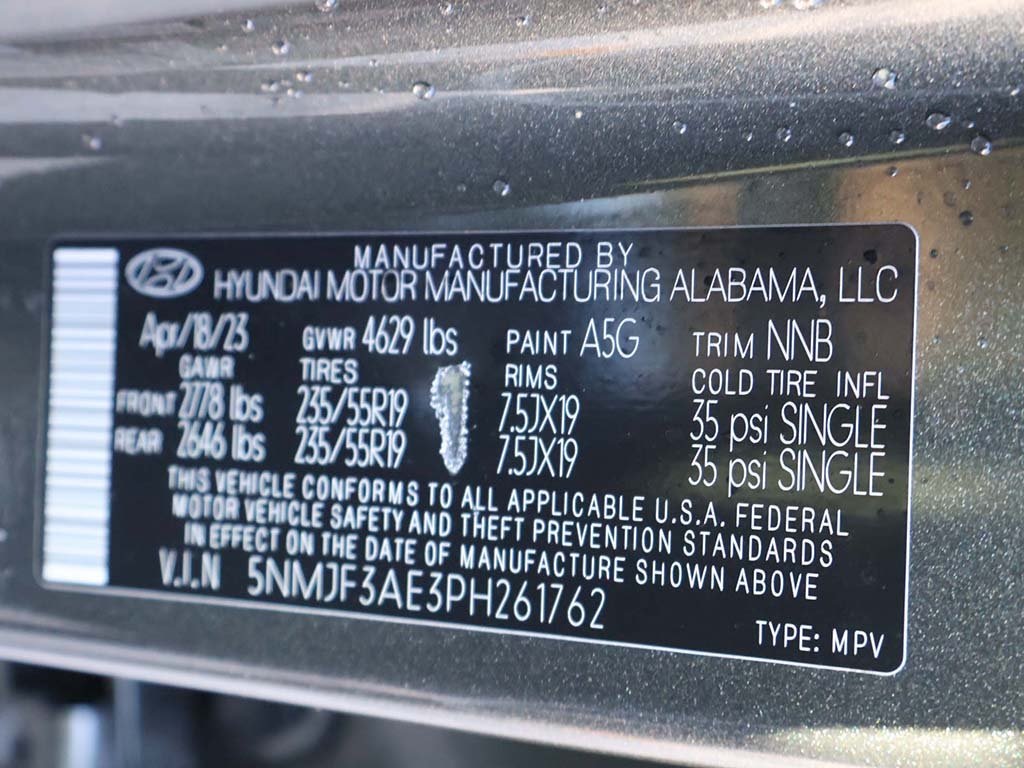 MANUFACTURED BY
HYUNDAI MOTOR MANUFACTURING ALABAMA, LLC
Apr/18/23 GVWR 4629 lbs PAINT A5G TRIM NNB
GAWR TIRES RIMS COLD TIRE INFL
FRONT 2778 lbs 235/55R19 7.5JX19 35 psi SINGLE
REAR 2646 lbs 235/55R19 7.5JX19 35 psi SINGLE
THIS VEHICLE CONFORMS TO ALL APPLICABLE U.S.A. FEDERAL
MOTOR VEHICLE SAFETY AND THEFT PREVENTION STANDARDS
IN EFFECT ON THE DATE OF MANUFACTURE SHOWN ABOVE
V.I.N 5NMJF3AE3PH261762
TYPE: MPV